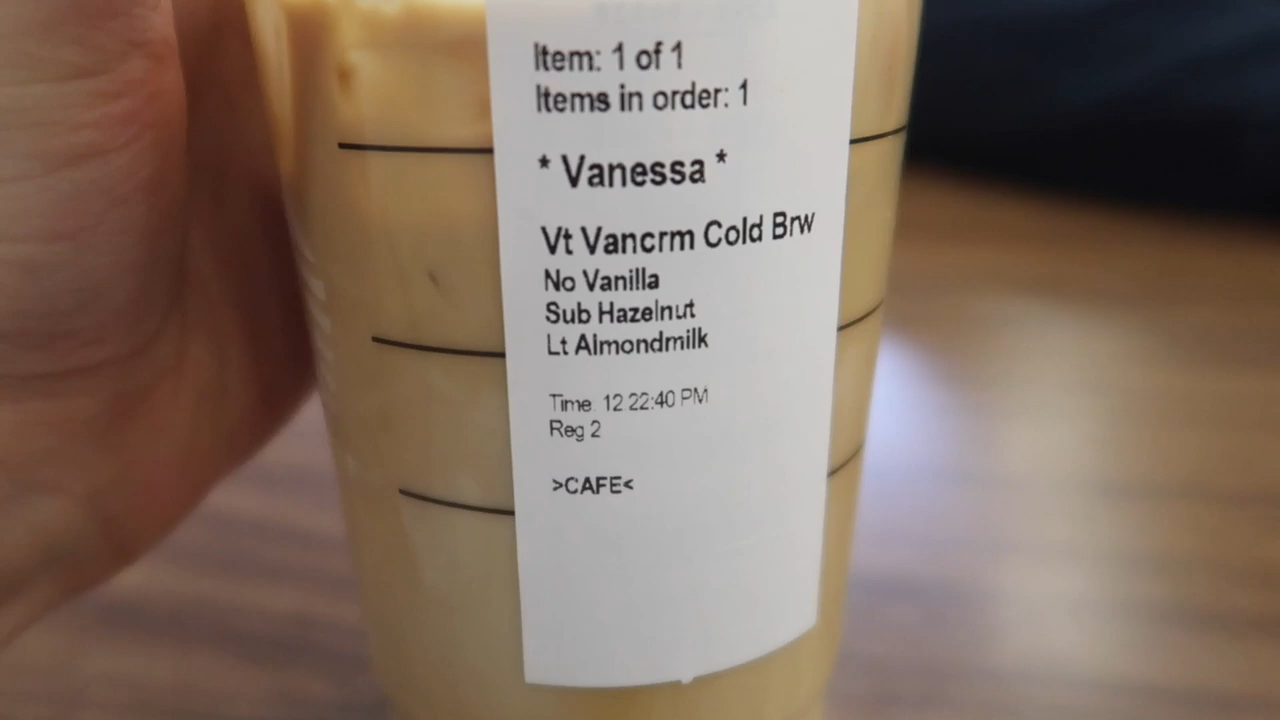 Item: 1 of 1
Items in order: 1
* Vanessa *
Vt Vancrm Cold Brw
No Vanilla
Sub Hazelnut
Lt Almondmilk
Time: 12:22:40 PM
Reg 2
>CAFE<